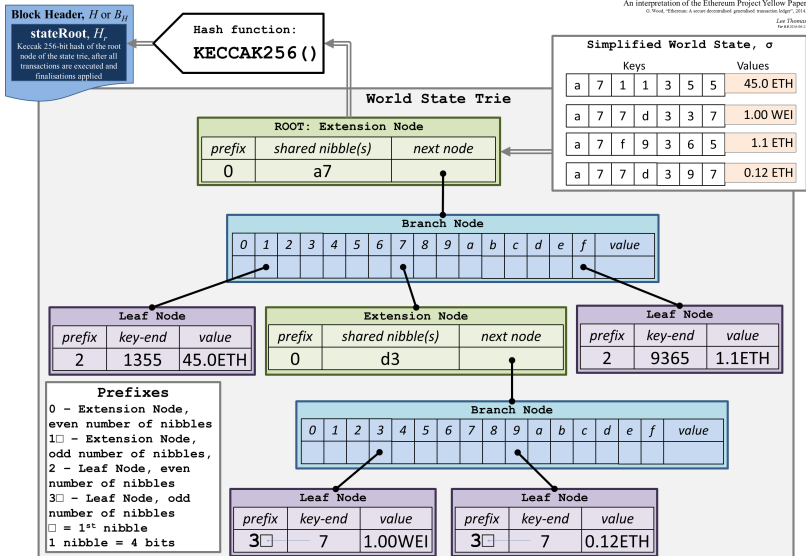 An interpretation of the Ethereum Project Yellow Paper
G. Wood, "Ethereum: A secure decentralised generalised transaction ledger", 2014.
Lee Thomas
Block Header, H or B_H
stateRoot, H_r
Keccak 256-bit hash of the root
node of the state trie, after all
transactions are executed and
finalisations applied
Hash function:
KECCAK256()
Simplified World State, σ
Keys Values
a 7 1 1 3 5 5 45.0 ETH
a 7 7 d 3 3 7 1.00 WEI
a 7 f 9 3 6 5 1.1 ETH
a 7 7 d 3 9 7 0.12 ETH
World State Trie
ROOT: Extension Node
prefix shared nibble(s) next node
0 a7
Branch Node
0 1 2 3 4 5 6 7 8 9 a b c d e f value
Leaf Node
prefix key-end value
2 1355 45.0ETH
Extension Node
prefix shared nibble(s) next node
0 d3
Leaf Node
prefix key-end value
2 9365 1.1ETH
Branch Node
0 1 2 3 4 5 6 7 8 9 a b c d e f value
Prefixes
0 – Extension Node,
even number of nibbles
1□ – Extension Node,
odd number of nibbles,
2 – Leaf Node, even
number of nibbles
3□ – Leaf Node, odd
number of nibbles
□ = 1st nibble
1 nibble = 4 bits
Leaf Node
prefix key-end value
3□ 7 1.00WEI
Leaf Node
prefix key-end value
3□ 7 0.12ETH